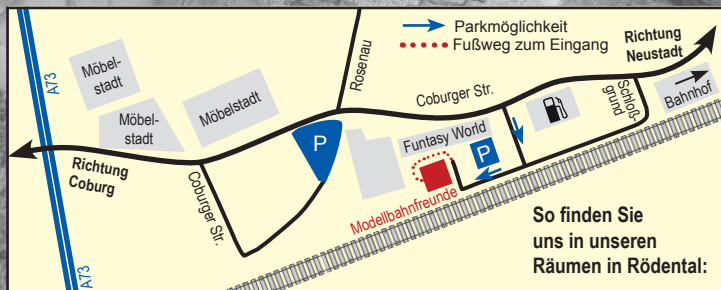 Parkmöglichkeit
Fußweg zum Eingang
Richtung
Neustadt
A73
Möbel-
stadt
Möbel-
stadt
Möbelstadt
Rosenau
Coburger Str.
Schloß-
grund
Bahnhof
P
Funtasy World
P
Richtung
Coburg
Coburger Str.
Modellbahnfreunde
A73
So finden Sie
uns in unseren
Räumen in Rödental: